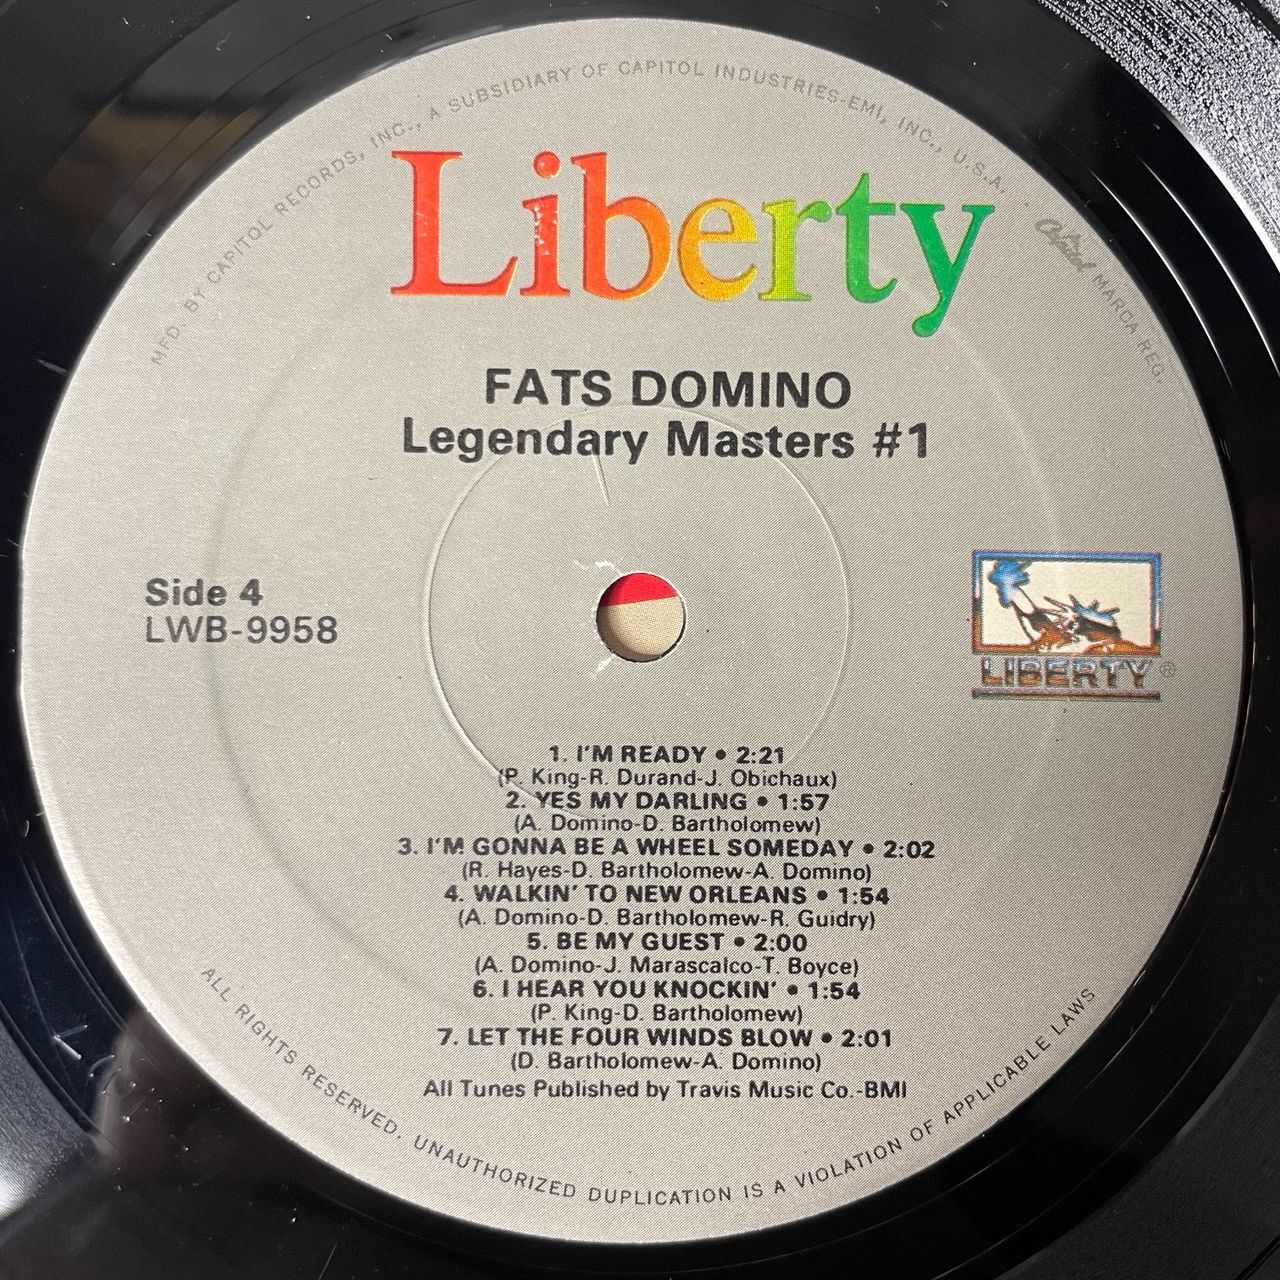 MFD. BY CAPITOL RECORDS, INC., A SUBSIDIARY OF CAPITOL INDUSTRIES-EMI, INC., U.S.A. Capitol MARCA REG.
Liberty
FATS DOMINO
Legendary Masters #1
Side 4
LWB-9958
LIBERTY®
1. I'M READY • 2:21
(P. King-R. Durand-J. Obichaux)
2. YES MY DARLING • 1:57
(A. Domino-D. Bartholomew)
3. I'M GONNA BE A WHEEL SOMEDAY • 2:02
(R. Hayes-D. Bartholomew-A. Domino)
4. WALKIN' TO NEW ORLEANS • 1:54
(A. Domino-D. Bartholomew-R. Guidry)
5. BE MY GUEST • 2:00
(A. Domino-J. Marascalco-T. Boyce)
6. I HEAR YOU KNOCKIN' • 1:54
(P. King-D. Bartholomew)
7. LET THE FOUR WINDS BLOW • 2:01
(D. Bartholomew-A. Domino)
All Tunes Published by Travis Music Co.-BMI
ALL RIGHTS RESERVED. UNAUTHORIZED DUPLICATION IS A VIOLATION OF APPLICABLE LAWS